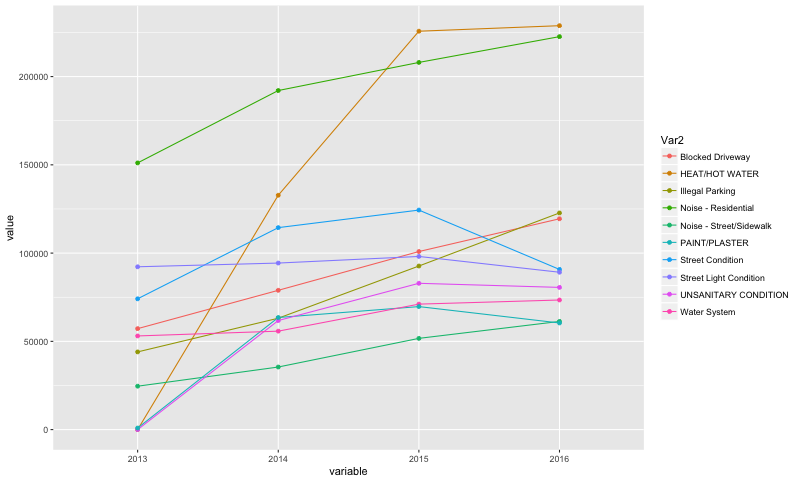 200000
150000
100000
50000
0
value
2013 2014 2015 2016
variable
Var2
Blocked Driveway
HEAT/HOT WATER
Illegal Parking
Noise - Residential
Noise - Street/Sidewalk
PAINT/PLASTER
Street Condition
Street Light Condition
UNSANITARY CONDITION
Water System